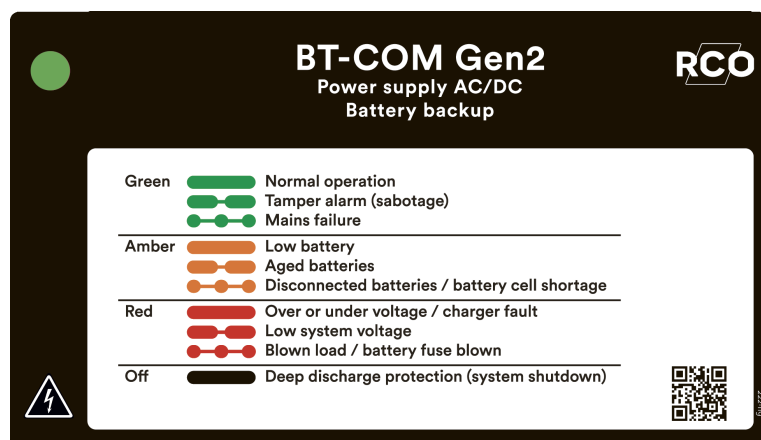 BT-COM Gen2
RCO
Power supply AC/DC
Battery backup
Green Normal operation
Tamper alarm (sabotage)
Mains failure
Amber Low battery
Aged batteries
Disconnected batteries / battery cell shortage
Red Over or under voltage / charger fault
Low system voltage
Blown load / battery fuse blown
Off Deep discharge protection (system shutdown)